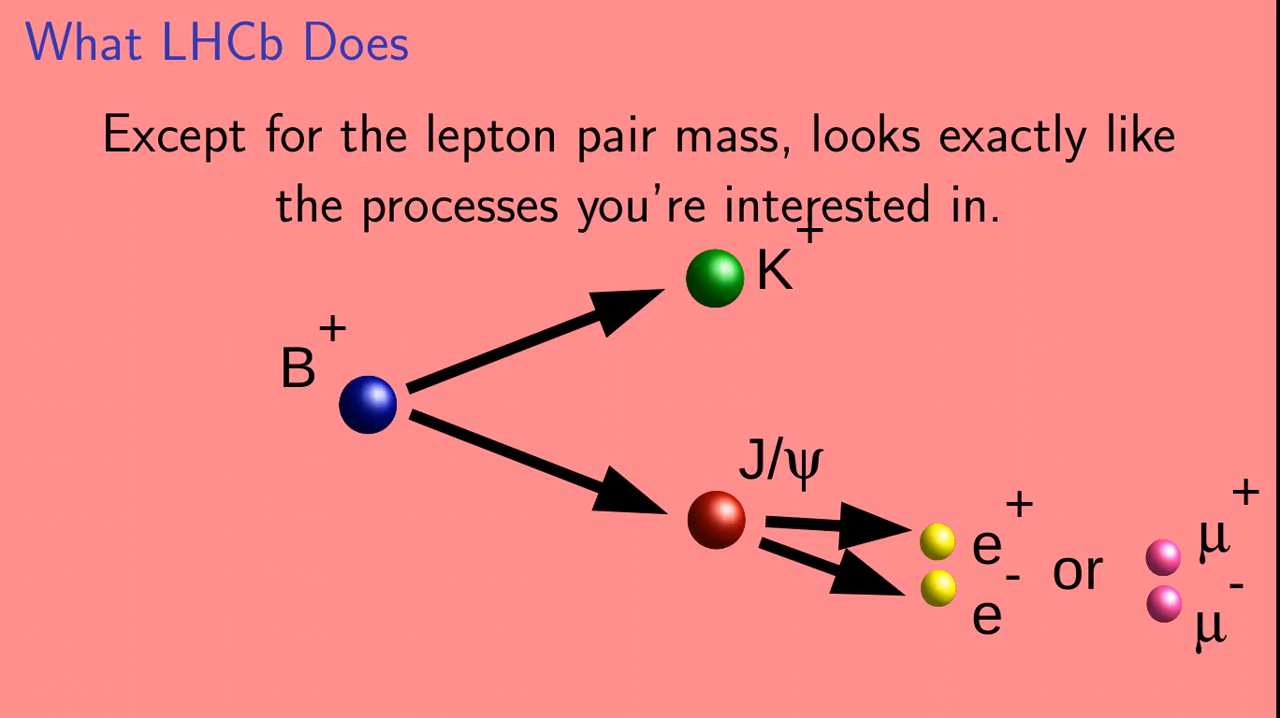 What LHCb Does
Except for the lepton pair mass, looks exactly like
the processes you're interested in.
K+
B+
J/ψ
e+
e-
or
μ+
μ-